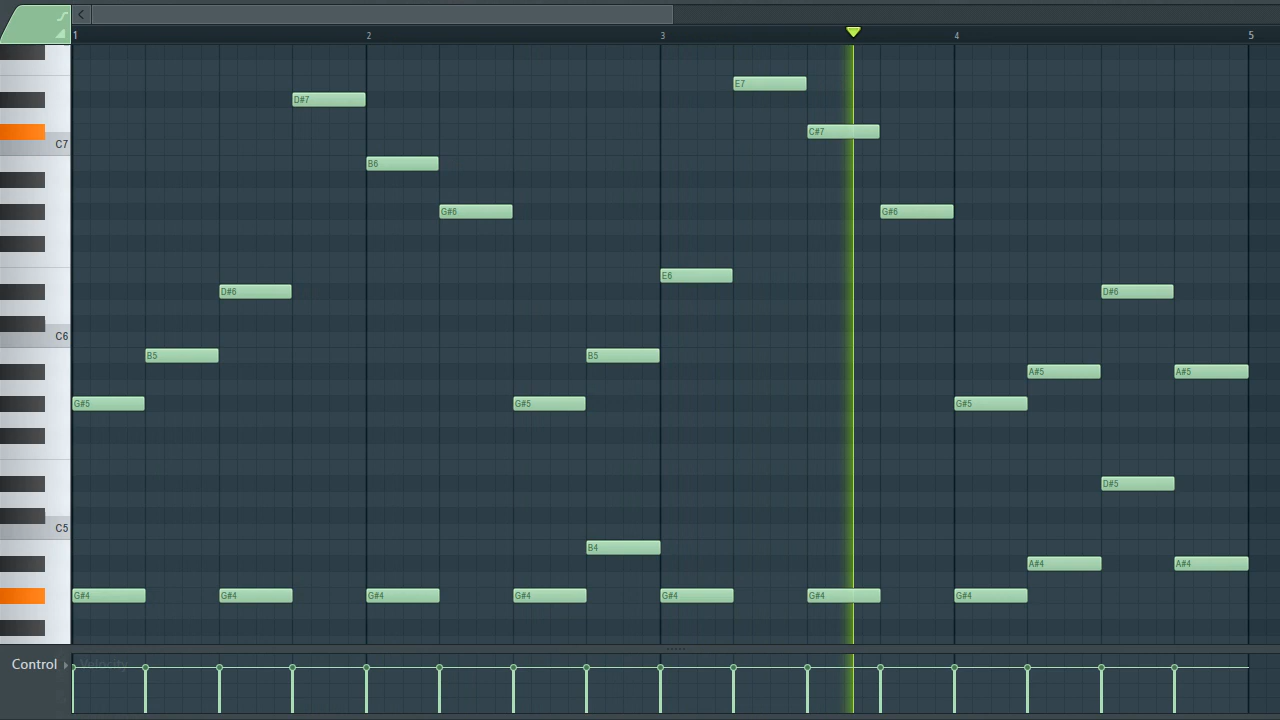 1 2 3 4 5
E7
D#7
C#7
C7
B6
G#6 G#6
E6
D#6 D#6
C6
B5 B5
A#5 A#5
G#5 G#5 G#5
D#5
C5
B4
A#4 A#4
G#4 G#4 G#4 G#4 G#4 G#4 G#4
Control Velocity